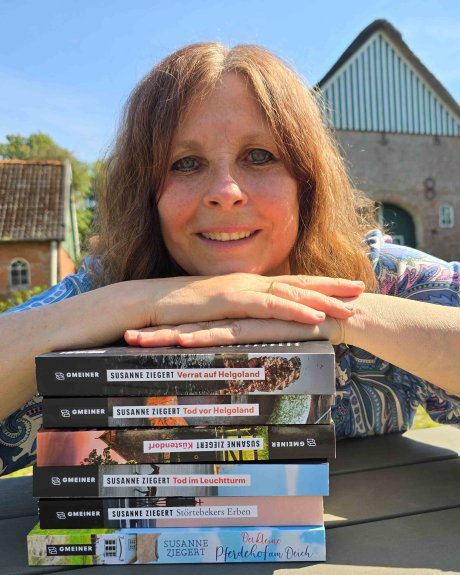 GMEINER SUSANNE ZIEGERT Verrat auf Helgoland
GMEINER SUSANNE ZIEGERT Tod vor Helgoland
SUSANNE ZIEGERT Küstendorf GMEINER
GMEINER SUSANNE ZIEGERT Tod im Leuchtturm
GMEINER SUSANNE ZIEGERT Störtebekers Erben
GMEINER SUSANNE ZIEGERT Der kleine Pferdehof am Deich